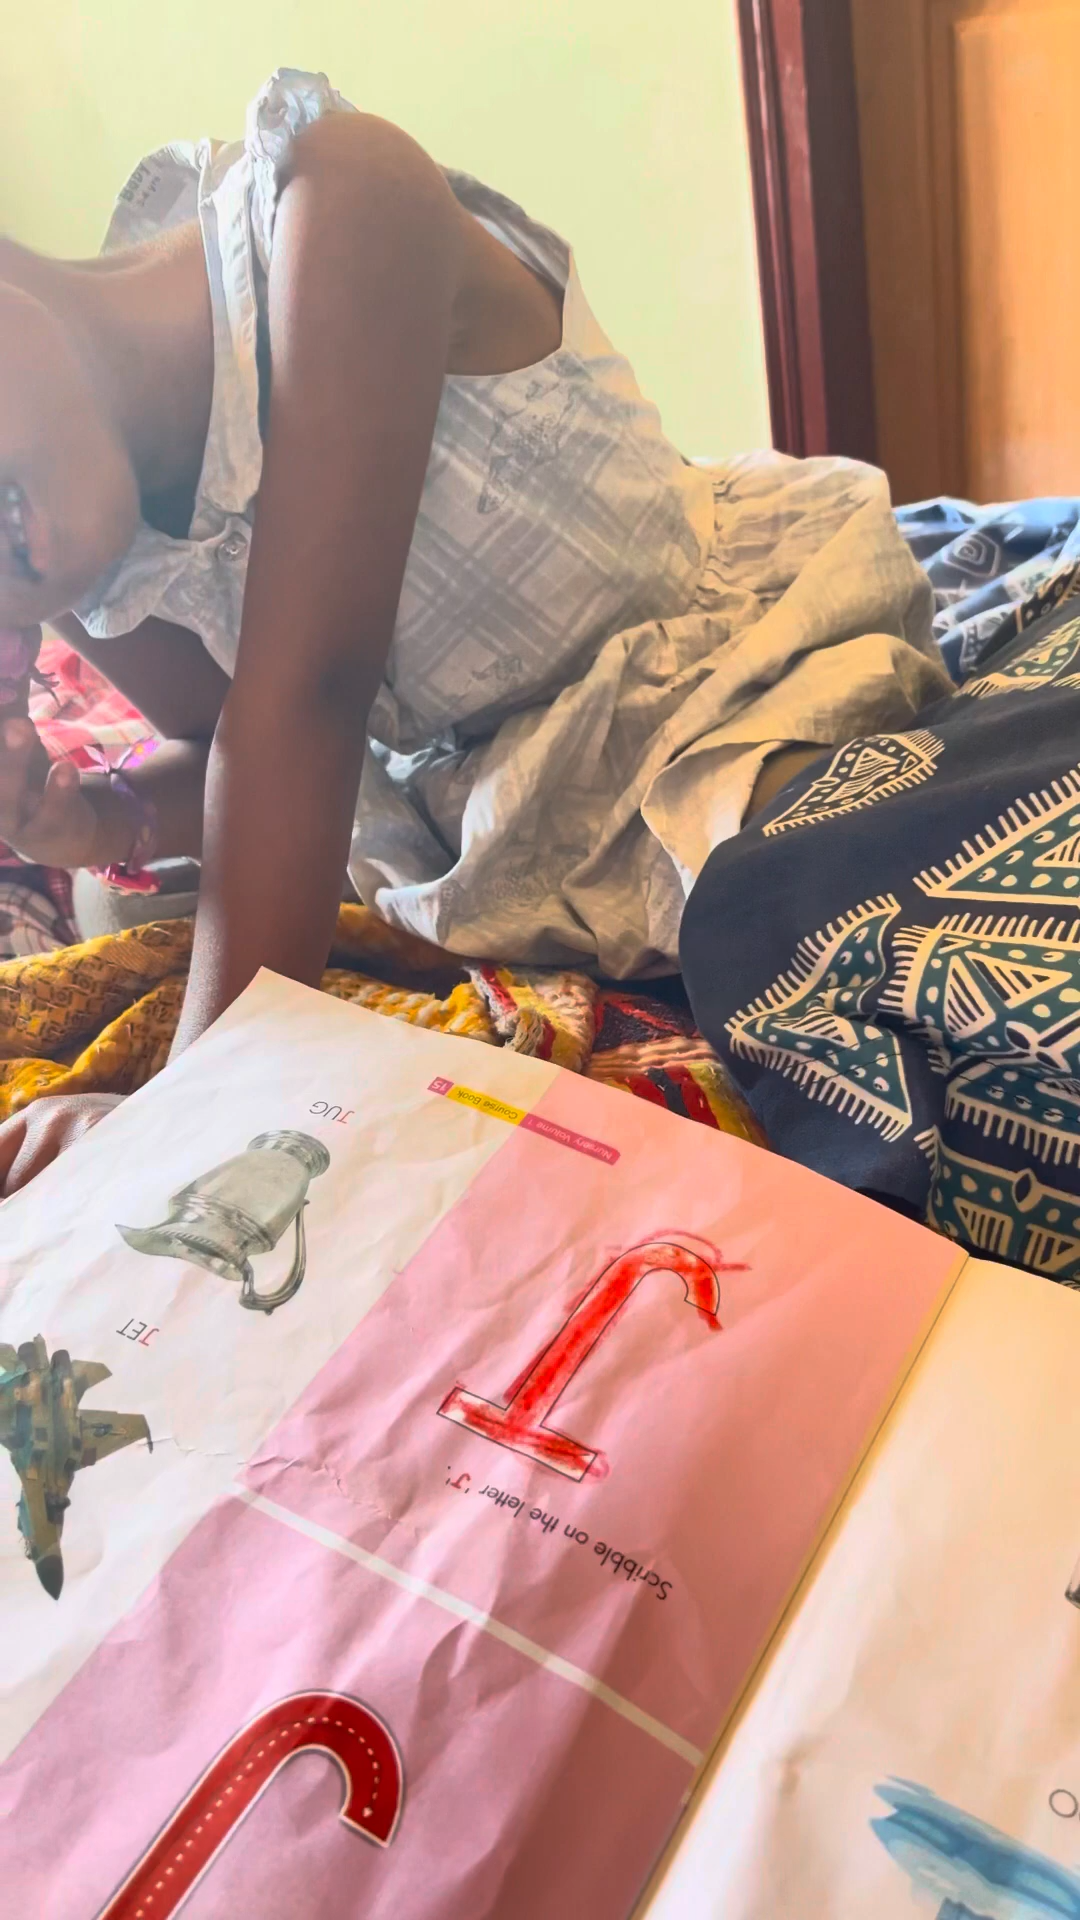 Scribble on the letter 'J'.
J
J
JET
JUG
Nursery Volume 1 Course Book 15